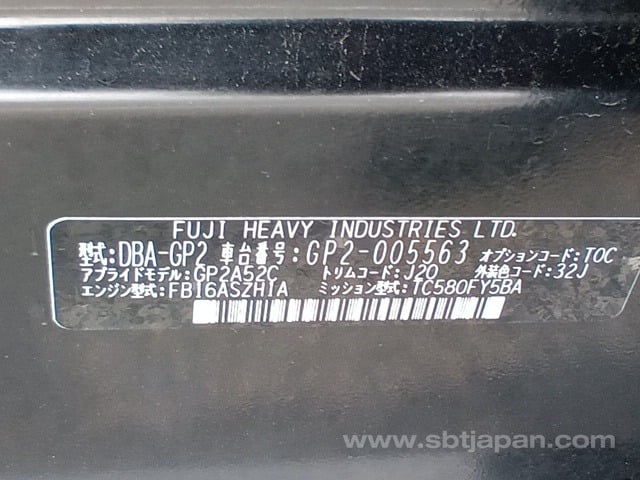 FUJI HEAVY INDUSTRIES LTD.
型式:DBA-GP2 車台番号:GP2-005563 オプションコード:TOC
アプライドモデル:GP2A52C トリムコード:J20 外装色コード:32J
エンジン型式:FB16ASZH1A ミッション型式:TC580FY5BA
www.sbtjapan.com